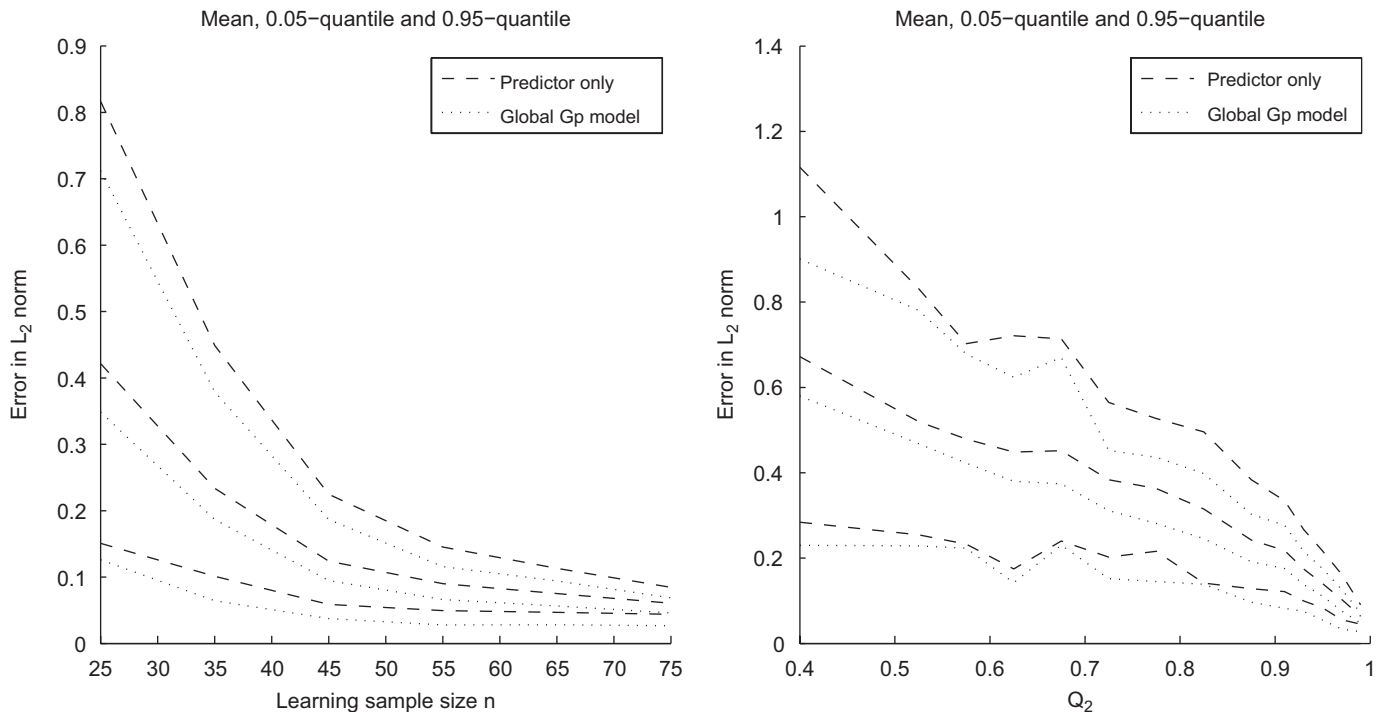 Mean, 0.05−quantile and 0.95−quantile
0.9
0.8
0.7
0.6
0.5
0.4
0.3
0.2
0.1
0
Error in L2 norm
Predictor only
Global Gp model
25 30 35 40 45 50 55 60 65 70 75
Learning sample size n
Mean, 0.05−quantile and 0.95−quantile
1.4
1.2
1
0.8
0.6
0.4
0.2
0
Error in L2 norm
Predictor only
Global Gp model
0.4 0.5 0.6 0.7 0.8 0.9 1
Q2